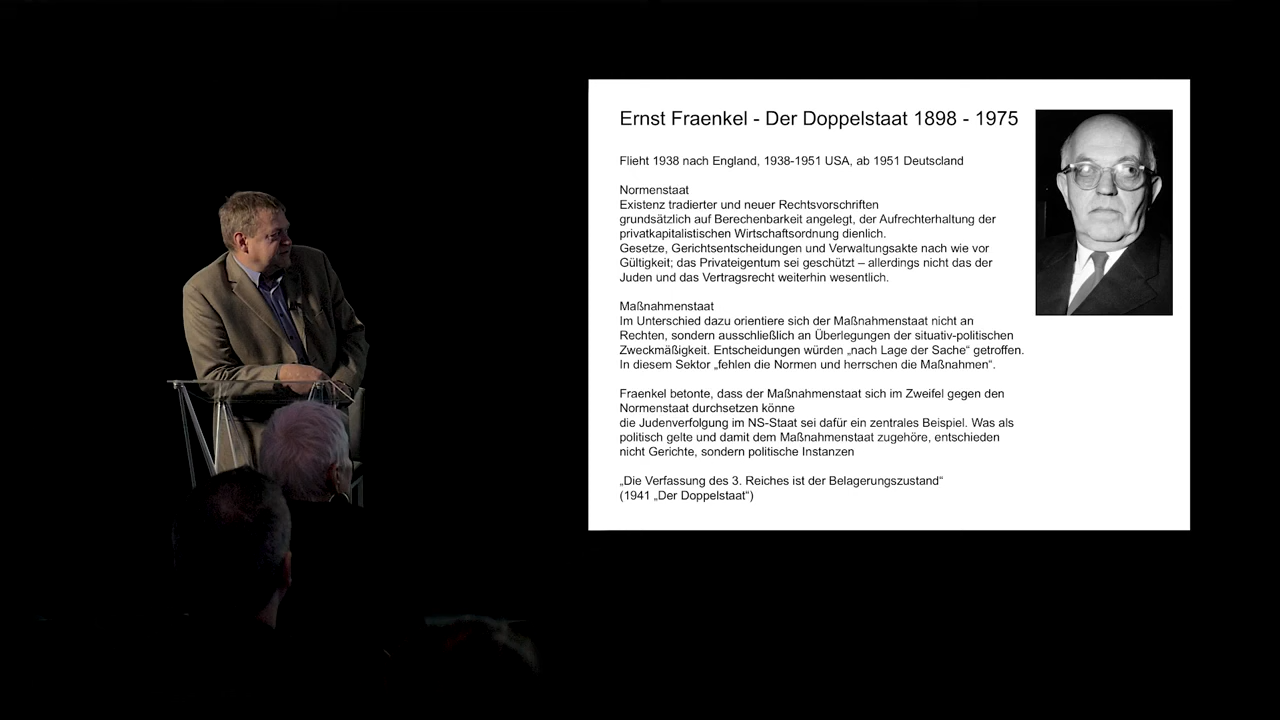 Ernst Fraenkel - Der Doppelstaat 1898 - 1975
Flieht 1938 nach England, 1938-1951 USA, ab 1951 Deutscland
Normenstaat
Existenz tradierter und neuer Rechtsvorschriften
grundsätzlich auf Berechenbarkeit angelegt, der Aufrechterhaltung der
privatkapitalistischen Wirtschaftsordnung dienlich.
Gesetze, Gerichtsentscheidungen und Verwaltungsakte nach wie vor
Gültigkeit; das Privateigentum sei geschützt – allerdings nicht das der
Juden und das Vertragsrecht weiterhin wesentlich.
Maßnahmenstaat
Im Unterschied dazu orientiere sich der Maßnahmenstaat nicht an
Rechten, sondern ausschließlich an Überlegungen der situativ-politischen
Zweckmäßigkeit. Entscheidungen würden „nach Lage der Sache“ getroffen.
In diesem Sektor „fehlen die Normen und herrschen die Maßnahmen“.
Fraenkel betonte, dass der Maßnahmenstaat sich im Zweifel gegen den
Normenstaat durchsetzen könne
die Judenverfolgung im NS-Staat sei dafür ein zentrales Beispiel. Was als
politisch gelte und damit dem Maßnahmenstaat zugehöre, entschieden
nicht Gerichte, sondern politische Instanzen
„Die Verfassung des 3. Reiches ist der Belagerungszustand“
(1941 „Der Doppelstaat“)